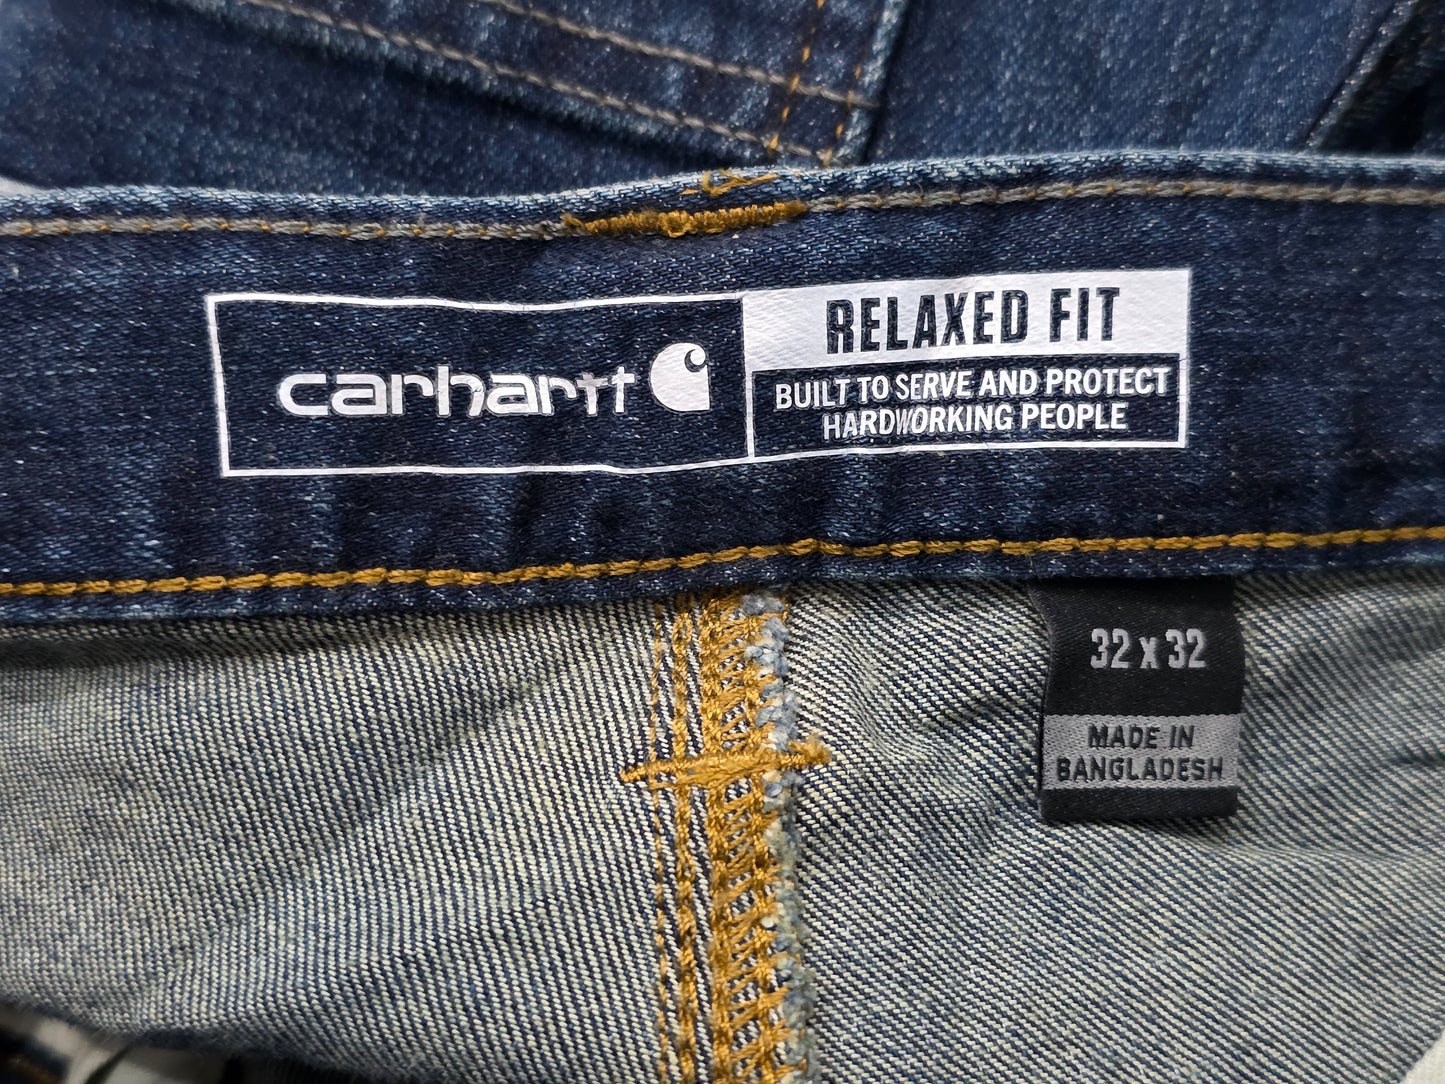 carhartt
RELAXED FIT
BUILT TO SERVE AND PROTECT
HARDWORKING PEOPLE
32 x 32
MADE IN
BANGLADESH